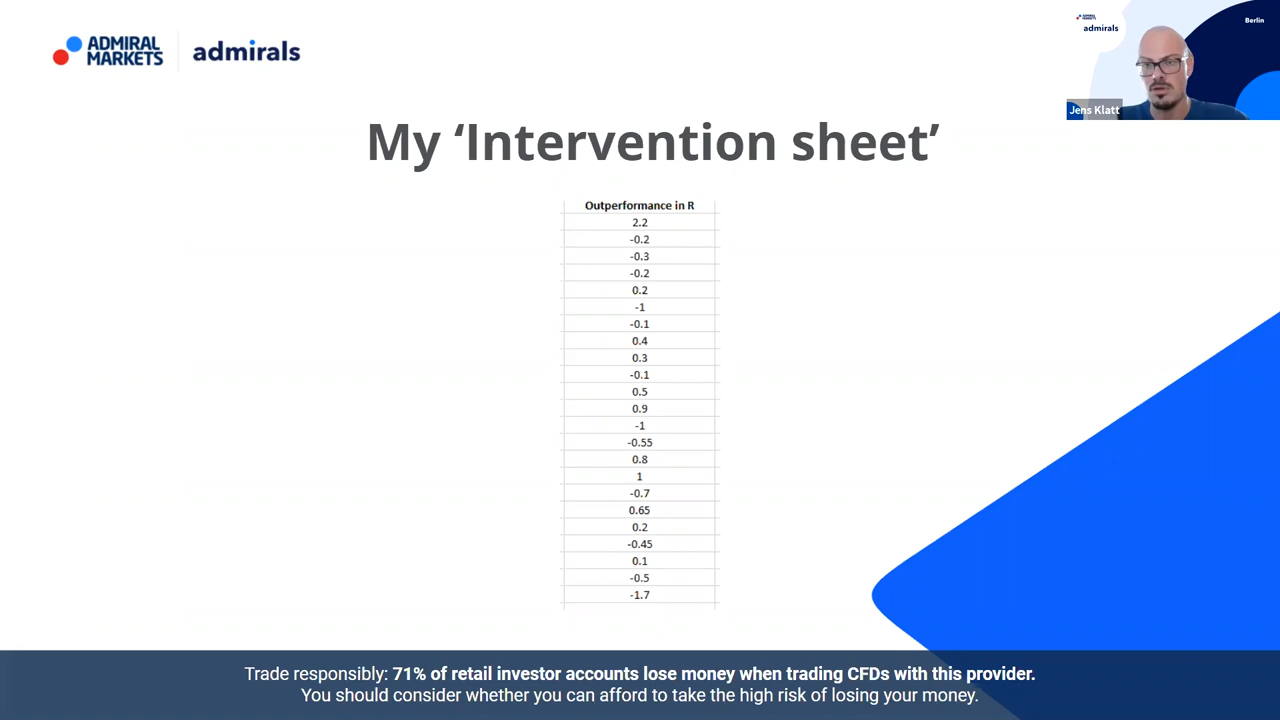 ADMIRAL
MARKETS
admirals
ADMIRAL
MARKETS
admirals
Berlin
Jens Klatt
My ‘Intervention sheet’
Outperformance in R
2.2
-0.2
-0.3
-0.2
0.2
-1
-0.1
0.4
0.3
-0.1
0.5
0.9
-1
-0.55
0.8
1
-0.7
0.65
0.2
-0.45
0.1
-0.5
-1.7
Trade responsibly: 71% of retail investor accounts lose money when trading CFDs with this provider.
You should consider whether you can afford to take the high risk of losing your money.